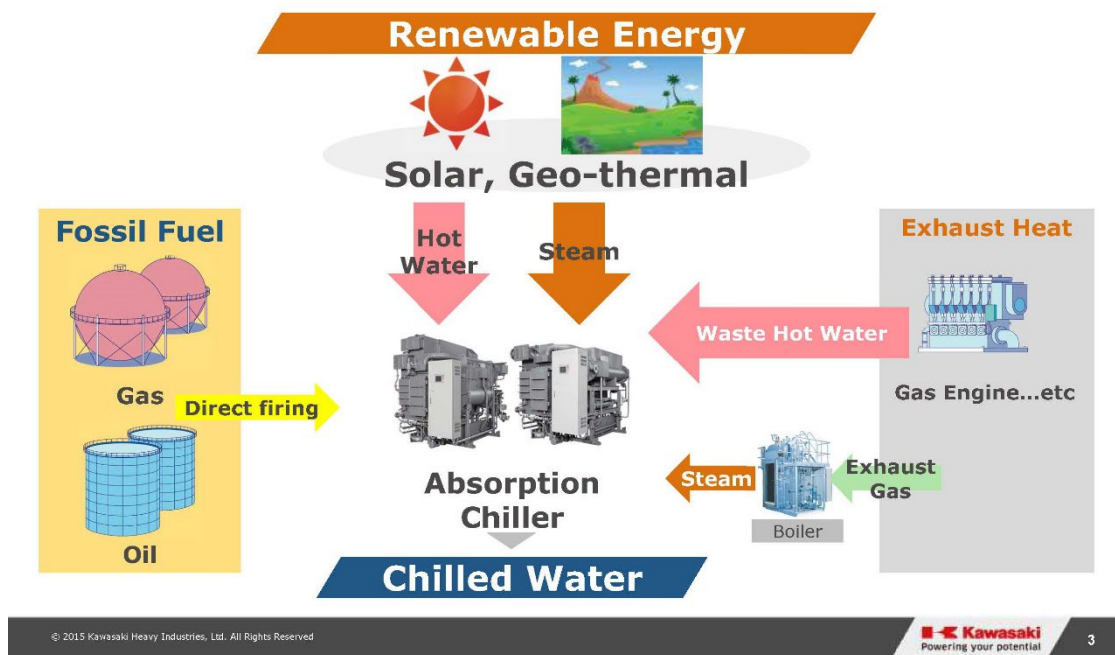 Renewable Energy
Solar, Geo-thermal
Fossil Fuel
Gas
Oil
Direct firing
Hot
Water
Steam
Exhaust Heat
Waste Hot Water
Gas Engine...etc
Exhaust
Gas
Steam
Boiler
Absorption
Chiller
Chilled Water
© 2015 Kawasaki Heavy Industries, Ltd. All Rights Reserved
Kawasaki
Powering your potential
3